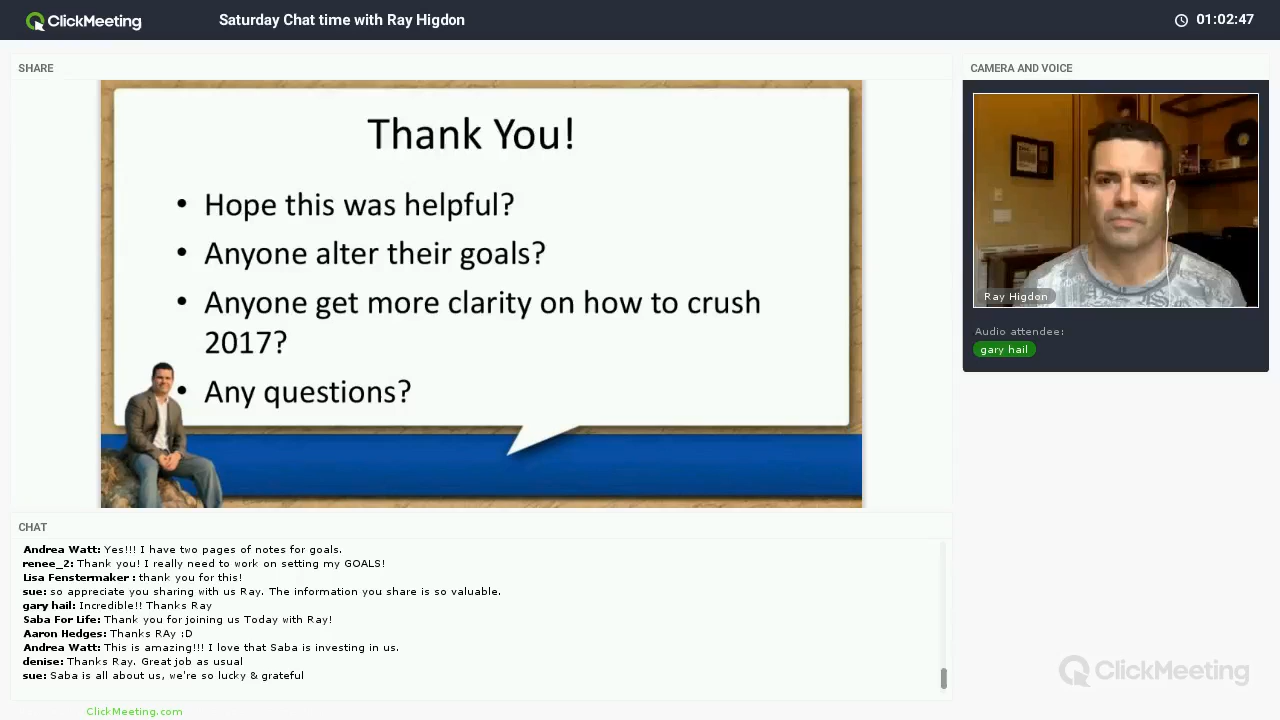 ClickMeeting
Saturday Chat time with Ray Higdon
01:02:47
SHARE
Thank You!
• Hope this was helpful?
• Anyone alter their goals?
• Anyone get more clarity on how to crush
2017?
• Any questions?
CAMERA AND VOICE
Ray Higdon
Audio attendee:
gary hail
CHAT
Andrea Watt: Yes!!! I have two pages of notes for goals.
renee_2: Thank you! I really need to work on setting my GOALS!
Lisa Fenstermaker : thank you for this!
sue: so appreciate you sharing with us Ray. The information you share is so valuable.
gary hail: Incredible!! Thanks Ray
Saba For Life: Thank you for joining us Today with Ray!
Aaron Hedges: Thanks RAy :D
Andrea Watt: This is amazing!!! I love that Saba is investing in us.
denise: Thanks Ray. Great job as usual
sue: Saba is all about us, we're so lucky & grateful
ClickMeeting
ClickMeeting.com